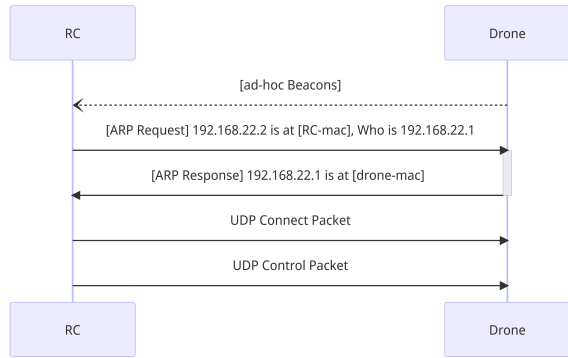 RC
Drone
[ad-hoc Beacons]
[ARP Request] 192.168.22.2 is at [RC-mac], Who is 192.168.22.1
[ARP Response] 192.168.22.1 is at [drone-mac]
UDP Connect Packet
UDP Control Packet
RC
Drone